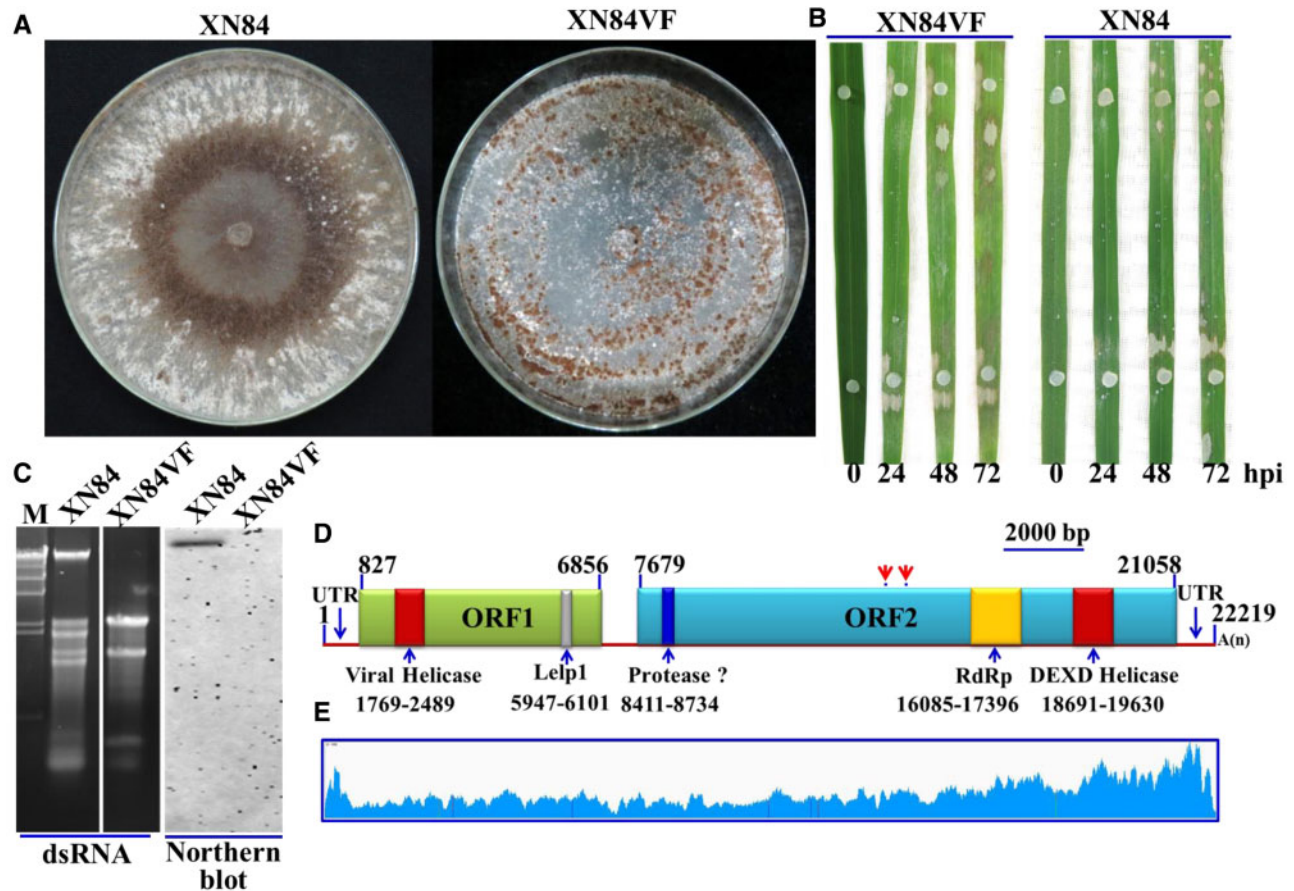 A
XN84
XN84VF
B
XN84VF
XN84
0 24 48 72
0 24 48 72 hpi
C
M XN84 XN84VF XN84 XN84VF
dsRNA
Northern
blot
D
2000 bp
827
6856
7679
21058
UTR
1
ORF1
ORF2
UTR
22219
A(n)
Viral Helicase
1769-2489
Lelp1
5947-6101
Protease ?
8411-8734
RdRp
16085-17396
DEXD Helicase
18691-19630
E